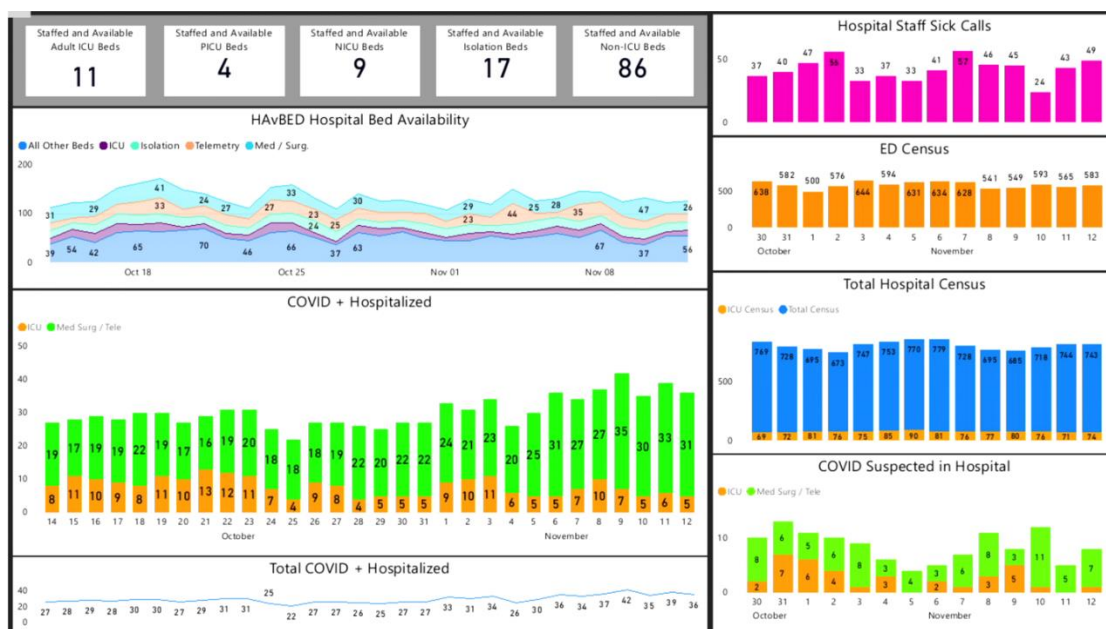 Staffed and Available
Adult ICU Beds
11
Staffed and Available
PICU Beds
4
Staffed and Available
NICU Beds
9
Staffed and Available
Isolation Beds
17
Staffed and Available
Non-ICU Beds
86
HAvBED Hospital Bed Availability
All Other Beds ICU Isolation Telemetry Med / Surg.
200
100
0
31 29 41 33 24 27 27 33 23 24 25 30 29 23 44 25 28 35 47 26
39 54 42 65 70 46 66 37 63 67 37 56
Oct 18 Oct 25 Nov 01 Nov 08
COVID + Hospitalized
ICU Med Surg / Tele
50
40
30
20
10
0
19 17 19 19 22 19 17 16 19 20 18 18 18 19 22 20 22 22 24 21 23 20 25 31 27 27 35 30 33 31
8 11 10 9 8 11 10 13 12 11 7 4 9 8 4 5 5 5 9 10 11 6 5 5 7 10 7 5 6 5
14 15 16 17 18 19 20 21 22 23 24 25 26 27 28 29 30 31 1 2 3 4 5 6 7 8 9 10 11 12
October November
Total COVID + Hospitalized
40
20
0
27 28 29 28 30 30 27 29 31 31 25 22 27 27 26 25 27 27 33 31 34 26 30 36 34 37 42 35 39 36
Hospital Staff Sick Calls
50
0
37 40 47 56 33 37 33 41 57 46 45 24 43 49
ED Census
500
0
638 582 500 576 644 594 631 634 628 541 549 593 565 583
30 31 1 2 3 4 5 6 7 8 9 10 11 12
October November
Total Hospital Census
ICU Census Total Census
500
0
769 728 695 673 747 753 770 779 728 695 685 718 744 743
69 72 81 76 75 85 90 81 76 77 80 76 71 74
30 31 1 2 3 4 5 6 7 8 9 10 11 12
October November
COVID Suspected in Hospital
ICU Med Surg / Tele
10
0
8 6 5 6 8 3 4 3 6 8 3 11 5 7
2 7 6 4 3 2 3 5
30 31 1 2 3 4 5 6 7 8 9 10 11 12
October November